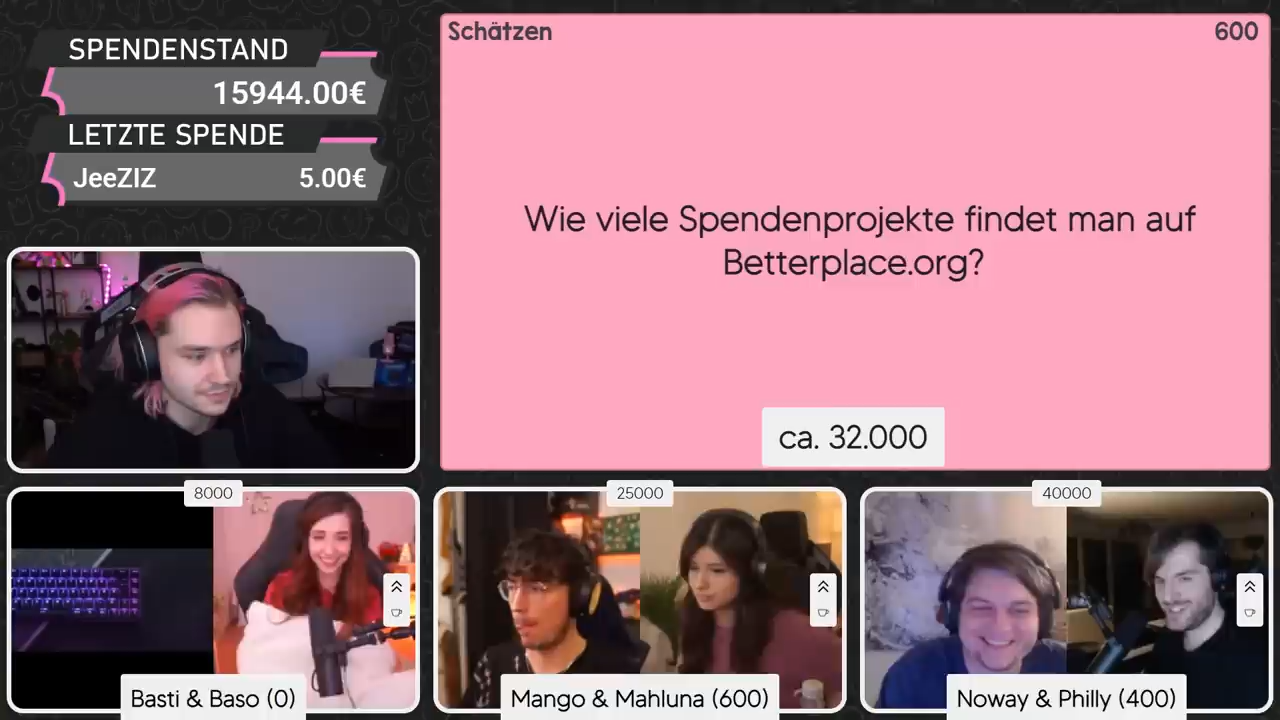 SPENDENSTAND
15944.00€
LETZTE SPENDE
JeeZIZ 5.00€
Schätzen 600
Wie viele Spendenprojekte findet man auf
Betterplace.org?
ca. 32.000
8000
25000
40000
Basti & Baso (0)
Mango & Mahluna (600)
Noway & Philly (400)